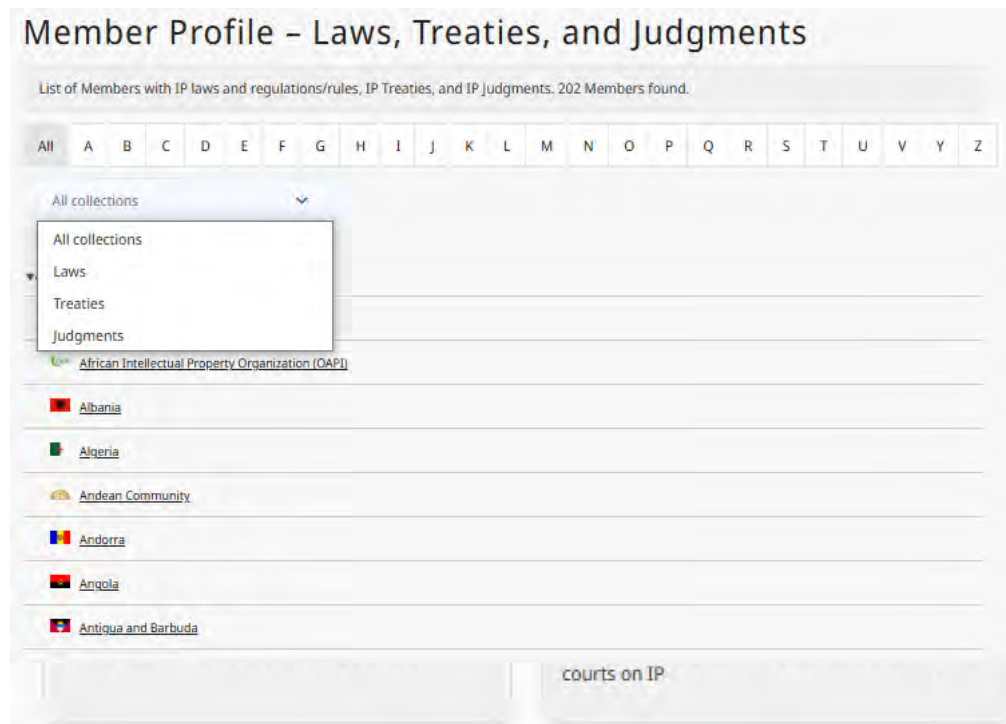 Member Profile – Laws, Treaties, and Judgments
List of Members with IP laws and regulations/rules, IP Treaties, and IP Judgments. 202 Members found.
All A B C D E F G H I J K L M N O P Q R S T U V Y Z
All collections
All collections
Laws
Treaties
Judgments
African Intellectual Property Organization (OAPI)
Albania
Algeria
Andean Community
Andorra
Angola
Antigua and Barbuda
courts on IP